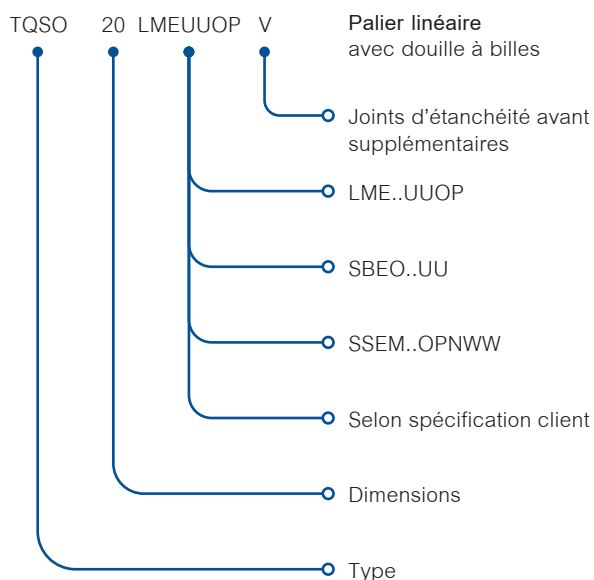 TQSO 20 LMEUUOP V
Palier linéaire
avec douille à billes
Joints d'étanchéité avant
supplémentaires
LME..UUOP
SBEO..UU
SSEM..OPNWW
Selon spécification client
Dimensions
Type